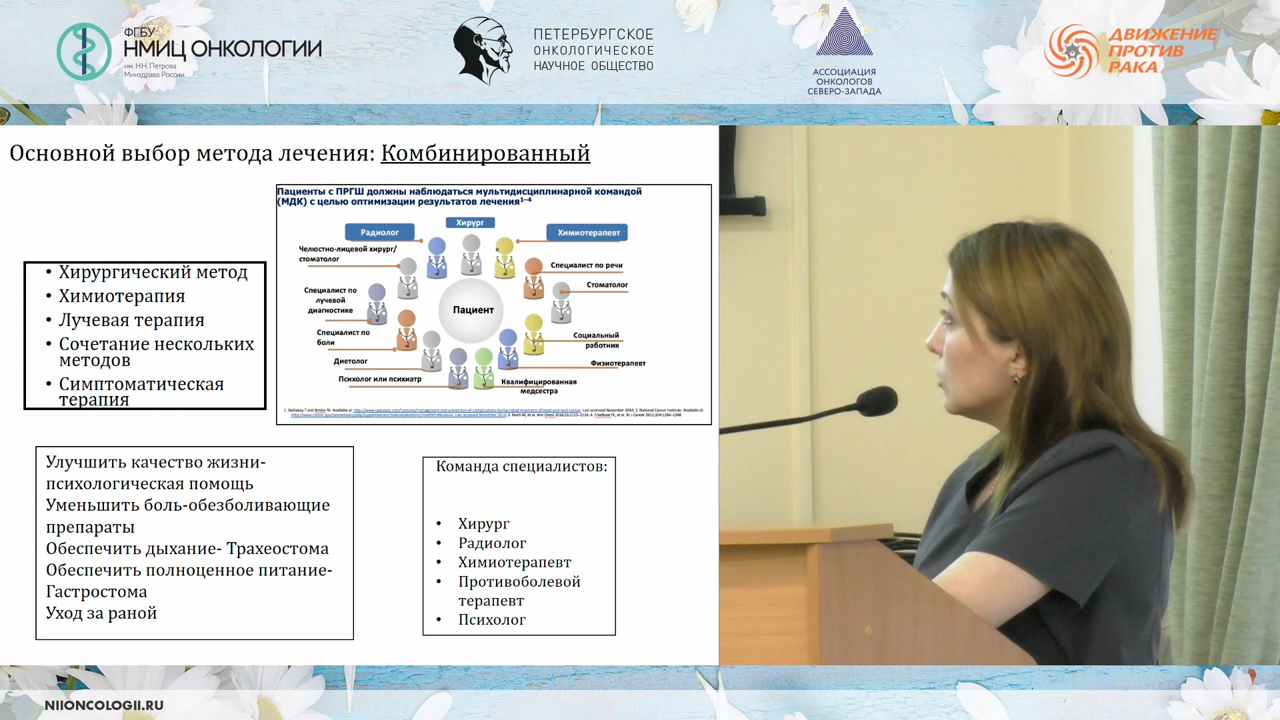 ФГБУ
НМИЦ ОНКОЛОГИИ
им. Н.Н. Петрова
Минздрава России
ПЕТЕРБУРГСКОЕ
ОНКОЛОГИЧЕСКОЕ
НАУЧНОЕ ОБЩЕСТВО
АССОЦИАЦИЯ
ОНКОЛОГОВ
СЕВЕРО-ЗАПАДА
ДВИЖЕНИЕ
ПРОТИВ
РАКА
Основной выбор метода лечения: Комбинированный
• Хирургический метод
• Химиотерапия
• Лучевая терапия
• Сочетание нескольких
методов
• Симптоматическая
терапия
Пациенты с ПРГШ должны наблюдаться мультидисциплинарной командой
(МДК) с целью оптимизации результатов лечения¹⁻⁴
Хирург
Радиолог
Химиотерапевт
Челюстно-лицевой хирург/
стоматолог
Специалист по речи
Стоматолог
Специалист по
лучевой
диагностике
Пациент
Специалист по
боли
Социальный
работник
Диетолог
Физиотерапевт
Психолог или психиатр
Квалифицированная
медсестра
Улучшить качество жизни-
психологическая помощь
Уменьшить боль-обезболивающие
препараты
Обеспечить дыхание- Трахеостома
Обеспечить полноценное питание-
Гастростома
Уход за раной
Команда специалистов:
• Хирург
• Радиолог
• Химиотерапевт
• Противоболевой
терапевт
• Психолог
NIIONCOLOGII.RU